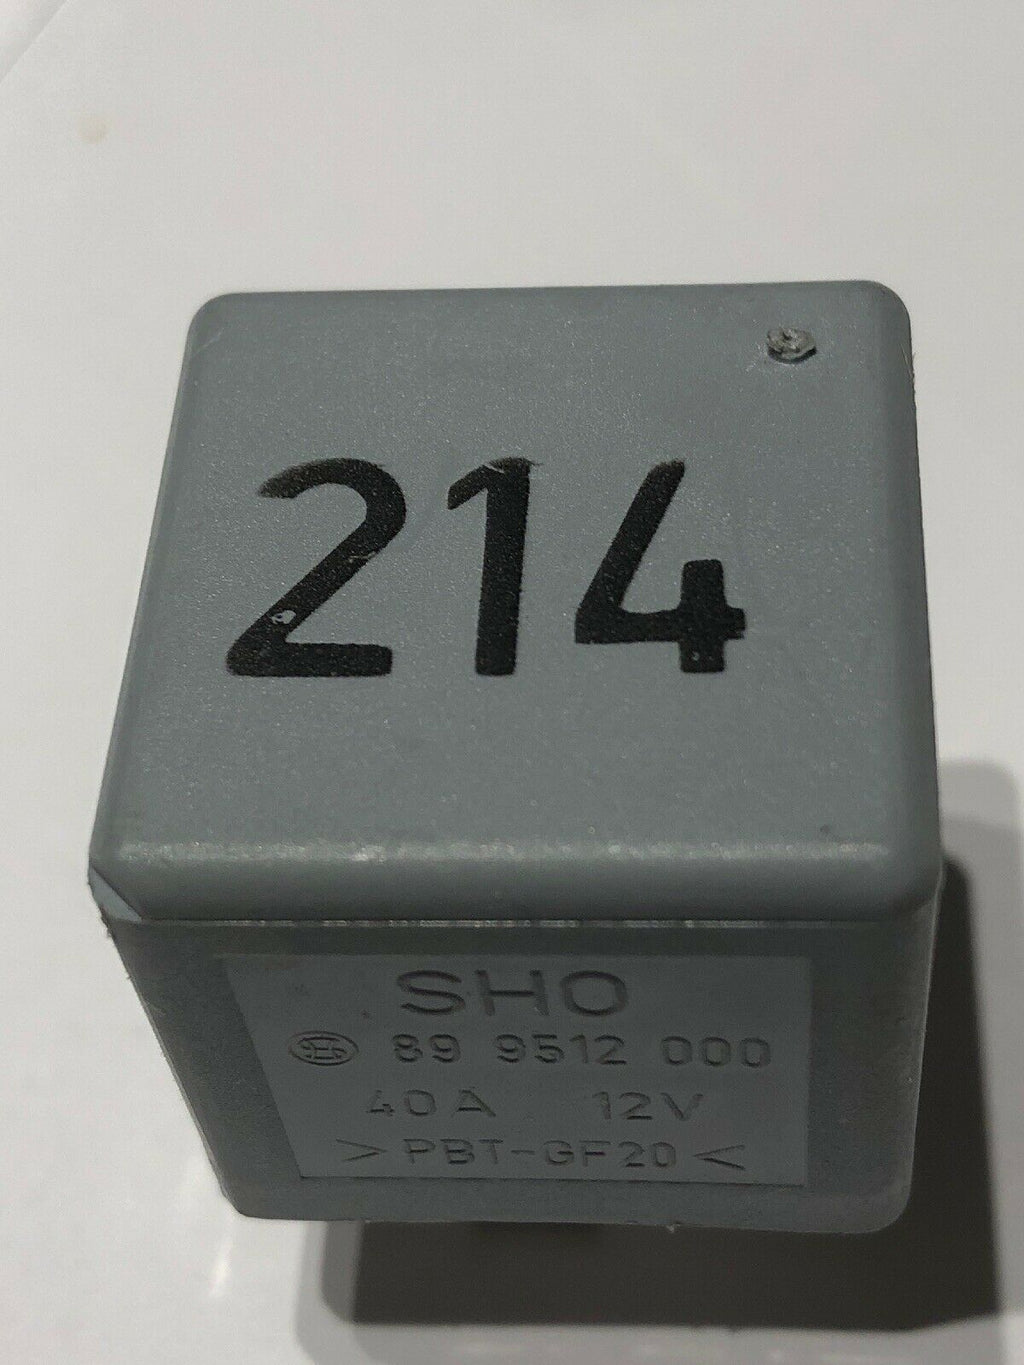 214
SHO
89 9512 000
40A 12V
>PBT-GF20<